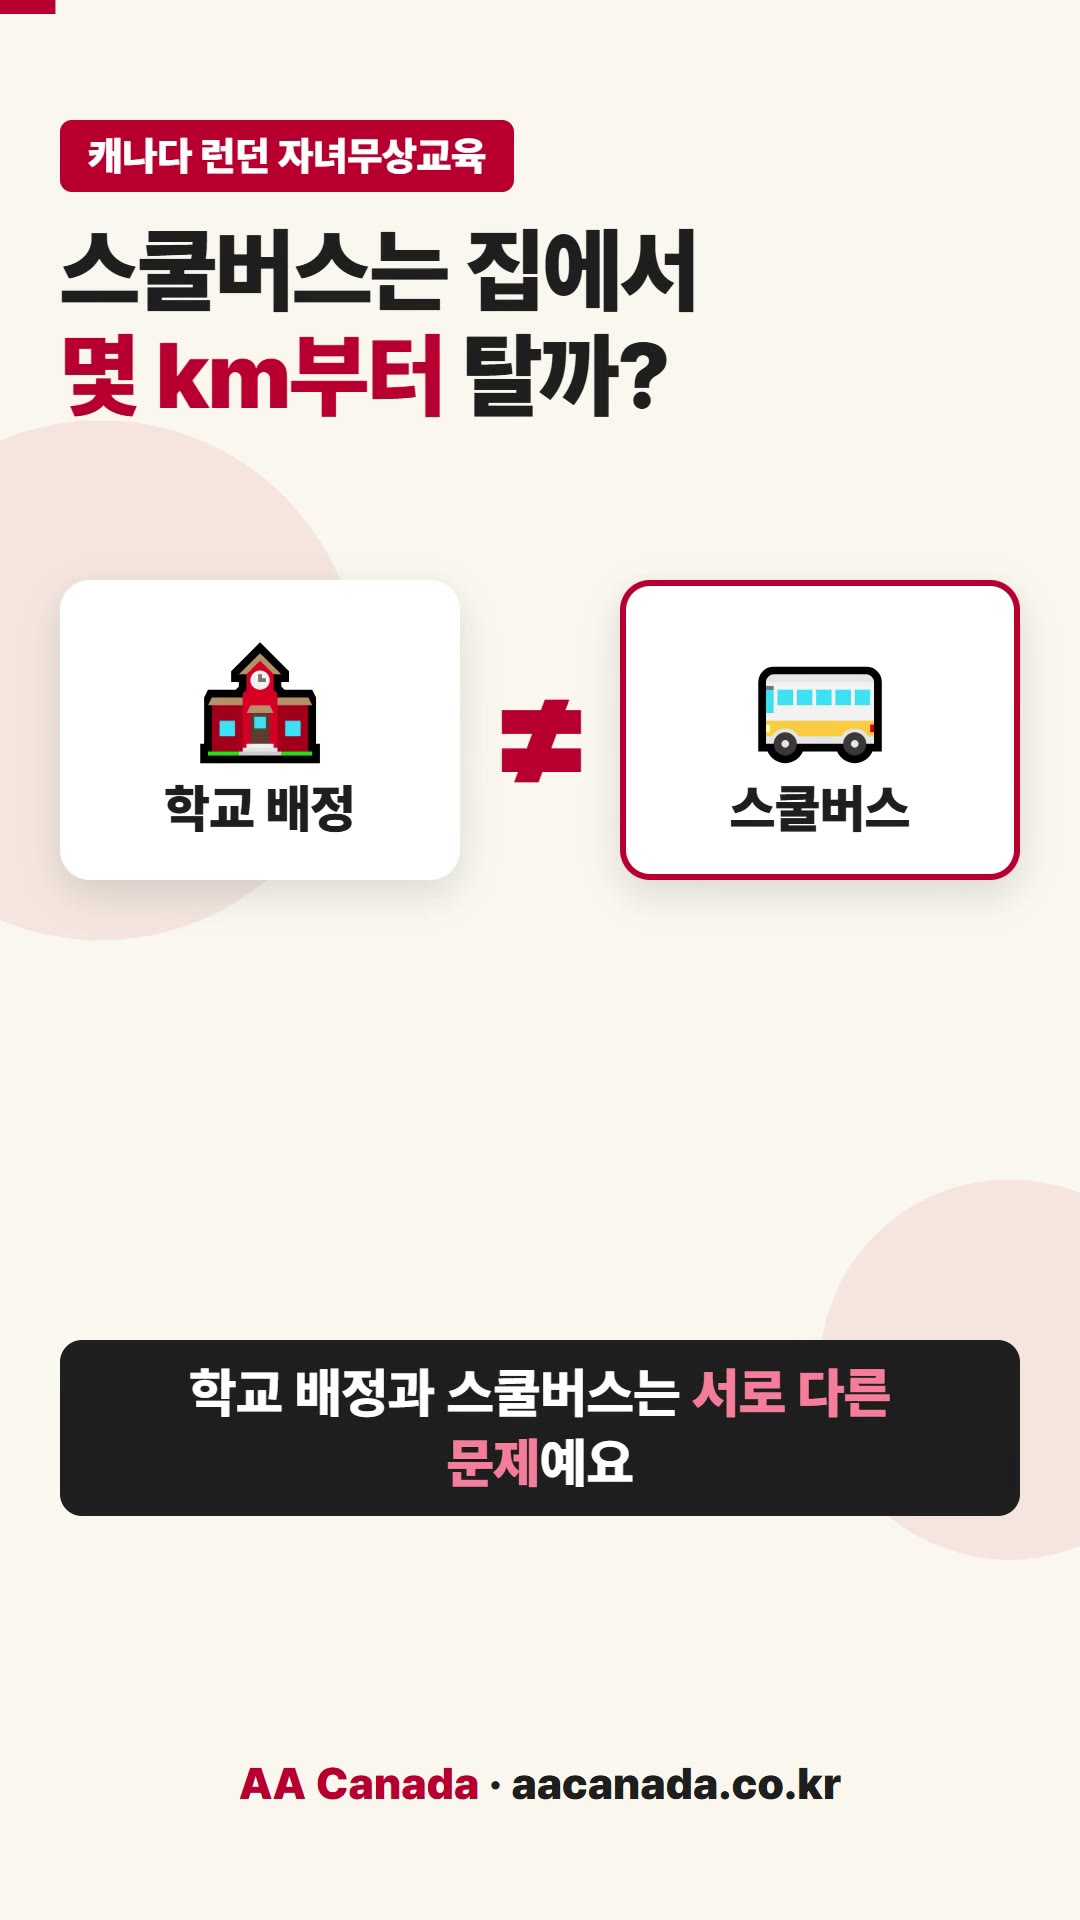 캐나다 런던 자녀무상교육
스쿨버스는 집에서
몇 km부터 탈까?
학교 배정
≠
스쿨버스
학교 배정과 스쿨버스는 서로 다른
문제예요
AA Canada · aacanada.co.kr